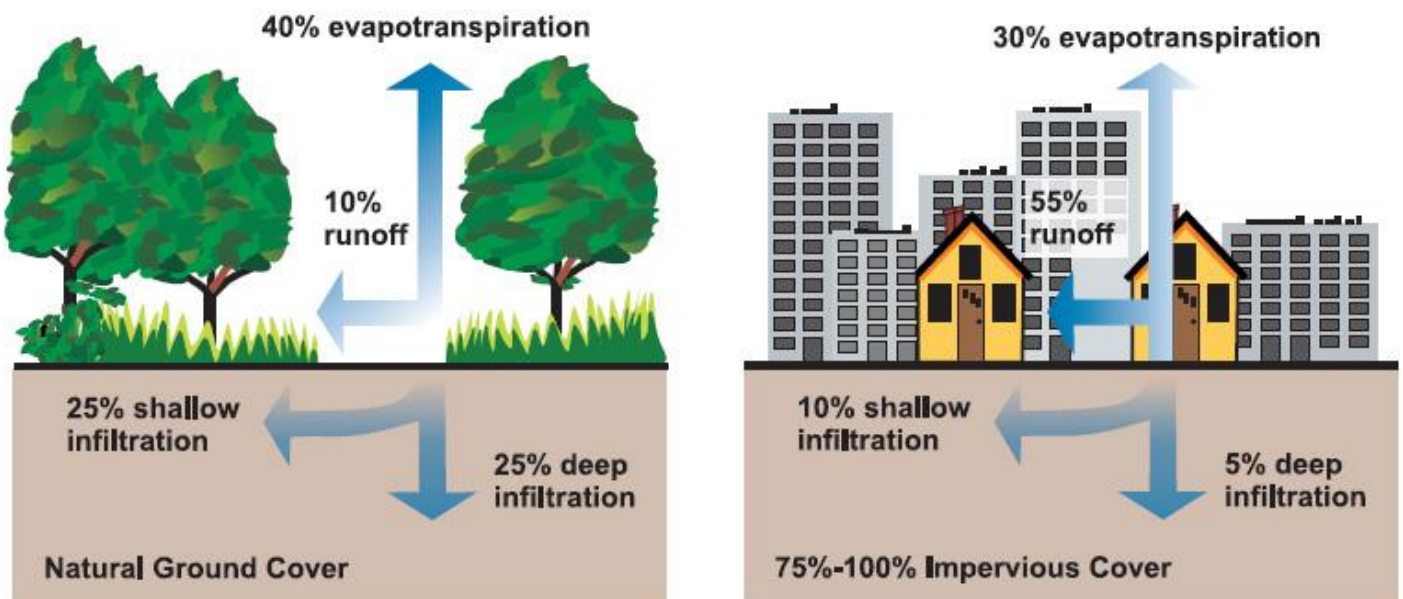 40% evapotranspiration
10%
runoff
25% shallow
infiltration
25% deep
infiltration
Natural Ground Cover
30% evapotranspiration
55%
runoff
10% shallow
infiltration
5% deep
infiltration
75%-100% Impervious Cover